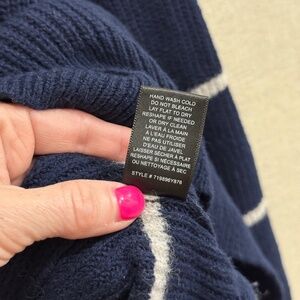 HAND WASH COLD
DO NOT BLEACH
LAY FLAT TO DRY
RESHAPE IF NEEDED
OR DRY CLEAN
LAVER À LA MAIN
À L'EAU FROIDE
NE PAS UTILISER
D'EAU DE JAVEL
LAISSER SÉCHER À PLAT
RESHAPE SI NÉCESSAIRE
OU NETTOYAGE À SEC
STYLE # 719896Y876